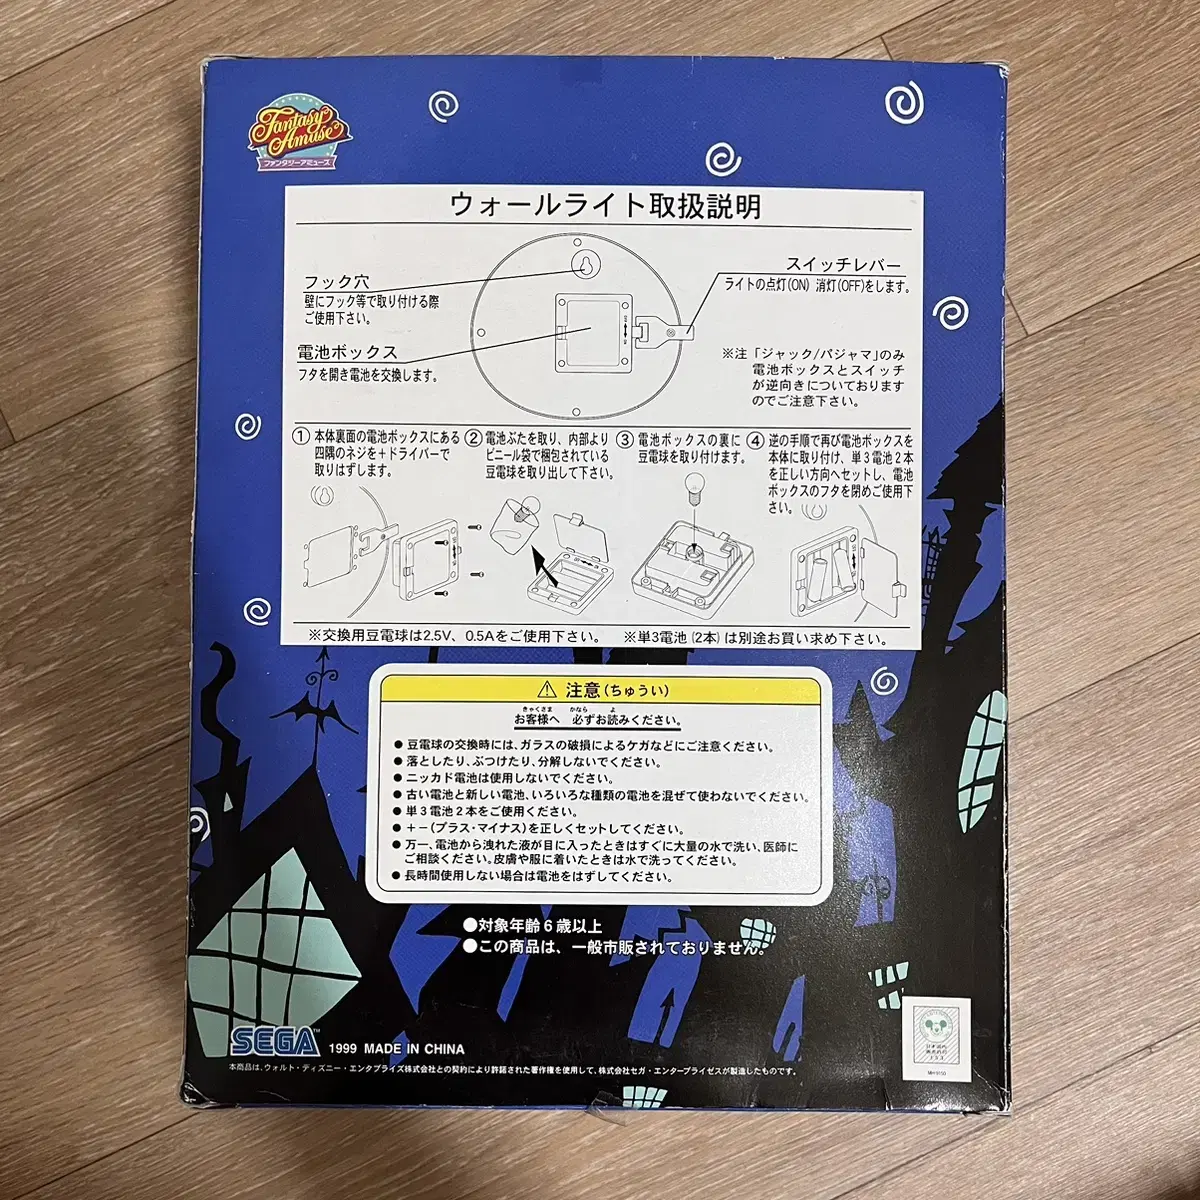 Fantasy Amuse
ファンタジーアミューズ
ウォールライト取扱説明
フック穴
壁にフック等で取り付ける際
ご使用下さい。
スイッチレバー
ライトの点灯(ON) 消灯(OFF)をします。
電池ボックス
フタを開き電池を交換します。
※注 「ジャック/パジャマ」のみ
電池ボックスとスイッチ
が逆向きについております
のでご注意下さい。
① 本体裏面の電池ボックスにある
四隅のネジを+ドライバーで
取りはずします。
② 電池ぶたを取り、内部より
ビニール袋で梱包されている
豆電球を取り出して下さい。
③ 電池ボックスの裏に
豆電球を取り付けます。
④ 逆の手順で再び電池ボックスを
本体に取り付け、単3電池2本
を正しい方向へセットし、電池
ボックスのフタを閉めご使用下
さい。
※交換用豆電球は2.5V、0.5Aをご使用下さい。 ※単3電池(2本)は別途お買い求め下さい。
⚠ 注意(ちゅうい)
お客様へ 必ずお読みください。
●豆電球の交換時には、ガラスの破損によるケガなどにご注意ください。
●落としたり、ぶつけたり、分解しないでください。
●ニッカド電池は使用しないでください。
●古い電池と新しい電池、いろいろな種類の電池を混ぜて使わないでください。
●単3電池2本をご使用ください。
●+−(プラス・マイナス)を正しくセットしてください。
●万一、電池から洩れた液が目に入ったときはすぐに大量の水で洗い、医師に
ご相談ください。皮膚や服に着いたときは水で洗ってください。
●長時間使用しない場合は電池をはずしてください。
●対象年齢6歳以上
●この商品は、一般市販されておりません。
SEGA™ 1999 MADE IN CHINA
本商品は、ウォルト・ディズニー・エンタプライズ株式会社との契約により許諾された著作権を使用して、株式会社セガ・エンタープライゼスが製造したものです。